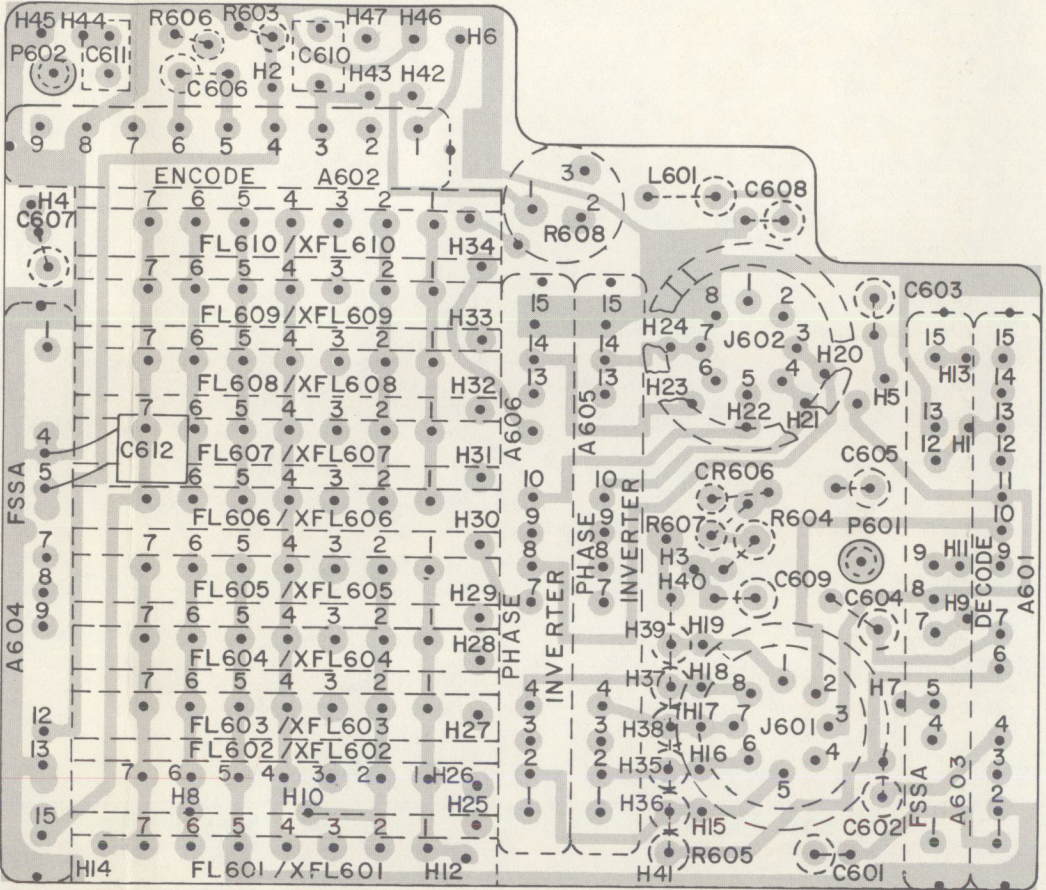 H45 H44 R606 R603 H47 H46
P602 C611 C610 H6
C606 H2 H43 H42
9 8 7 6 5 4 3 2 1
ENCODE A602
H4
C607
7 6 5 4 3 2 1
FL610/XFL610 H34
7 6 5 4 3 2 1
FL609/XFL609 H33
7 6 5 4 3 2 1
FL608/XFL608 H32
7 6 5 4 3 2 1
FL607/XFL607 H31
C612
6 5 4 3 2 1
FL606/XFL606 H30
7 6 5 4 3 2 1
FL605/XFL605 H29
7 6 5 4 3 2 1
FL604/XFL604 H28
7 6 5 4 3 2 1
FL603/XFL603 H27
FL602/XFL602
7 6 5 4 3 2 1 H26
H8 H10 H25
7 6 5 4 3 2 1
H14 FL601/XFL601 H12
1
4
5
7
8
9
12
13
15
FSSA
A604
3
1 2
R608
L601 C608
15
14
13
10
9
8
7
4
3
2
1
A606
PHASE
INVERTER
15
14
13
10
9
8
7
4
3
2
1
A605
PHASE
INVERTER
H24 8 1 2
7 J602 3
H23 6 5 4 H20
H22 H21
C603
H5
CR606 C605
R607 R604 P601
H3
H40 C609 C604
H39 H19
H37 H18 8 1 2
H38 H17 7 J601 3
H35 H16 6 4
5
H36 H15
H41 R605 C601
C602
H7
15
13
12
9
8
7
5
4
1
H13
H1
H11
H9
FSSA
A603
15
14
13
12
11
10
9
7
6
4
3
2
1
DECODE
A601